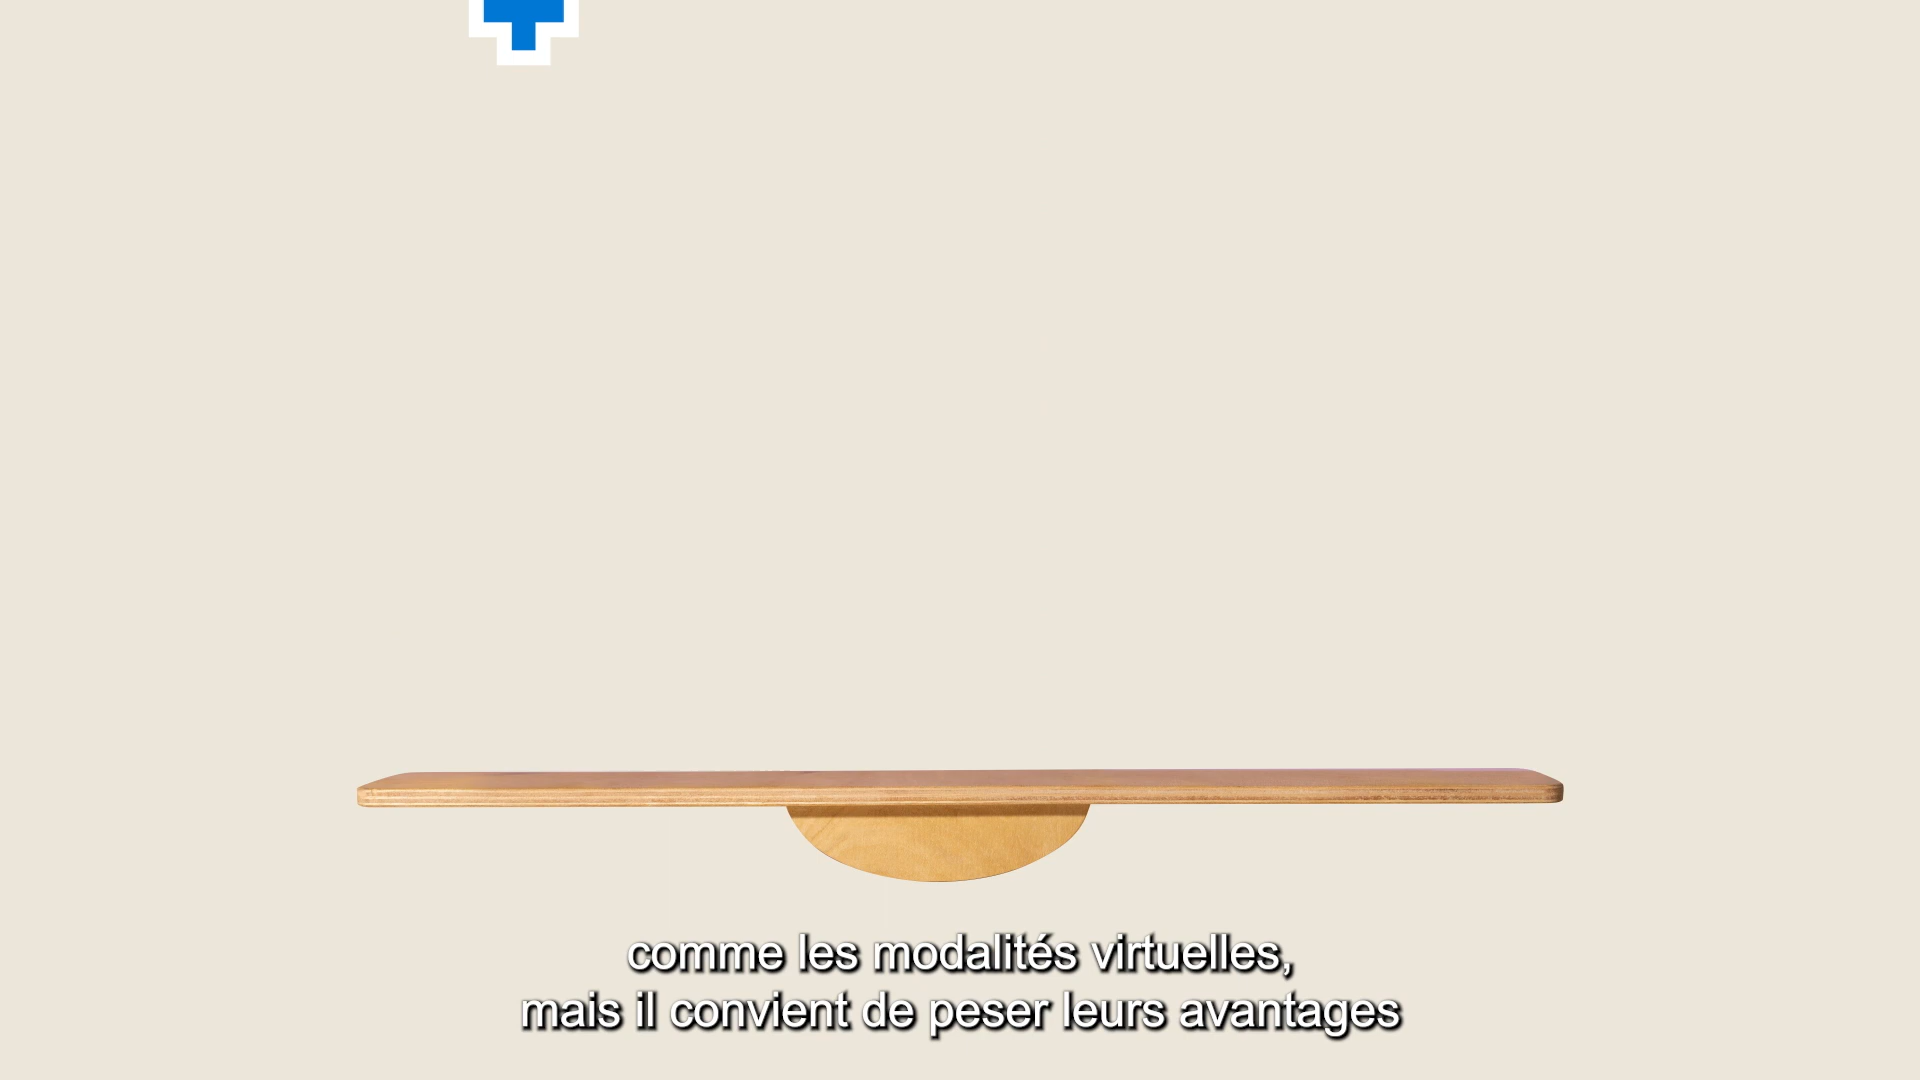 comme les modalités virtuelles,
mais il convient de peser leurs avantages